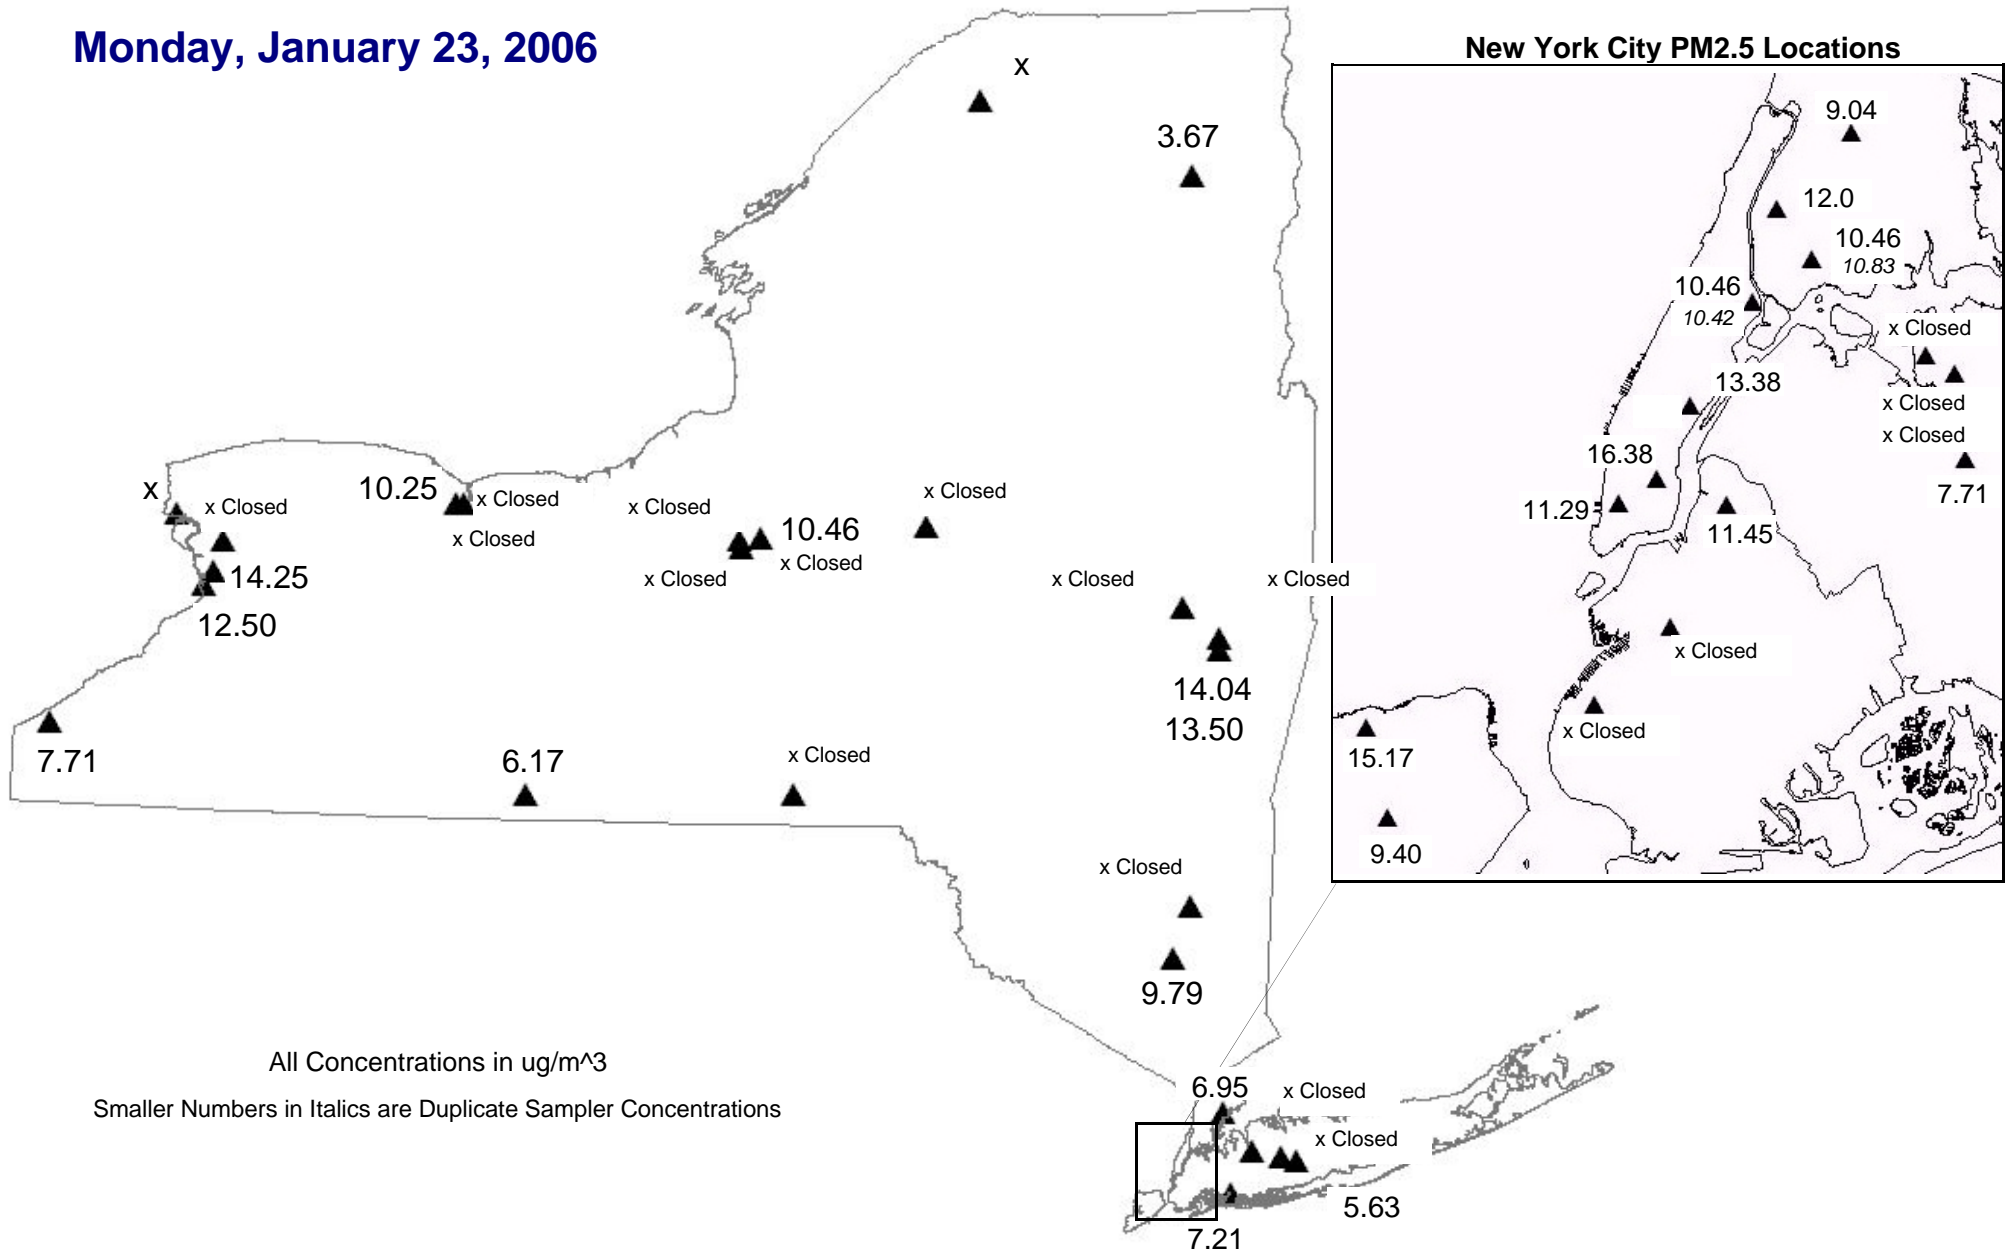 Monday, January 23, 2006
x
3.67
x
x Closed
14.25
12.50
10.25
x Closed
x Closed
x Closed
10.46
x Closed
x Closed
x Closed
x Closed
x Closed
14.04
13.50
7.71
6.17
x Closed
x Closed
9.79
All Concentrations in ug/m^3
Smaller Numbers in Italics are Duplicate Sampler Concentrations
6.95
x Closed
x Closed
5.63
7.21
New York City PM2.5 Locations
9.04
12.0
10.46
10.83
10.46
10.42
x Closed
13.38
x Closed
x Closed
16.38
7.71
11.29
11.45
x Closed
x Closed
15.17
9.40